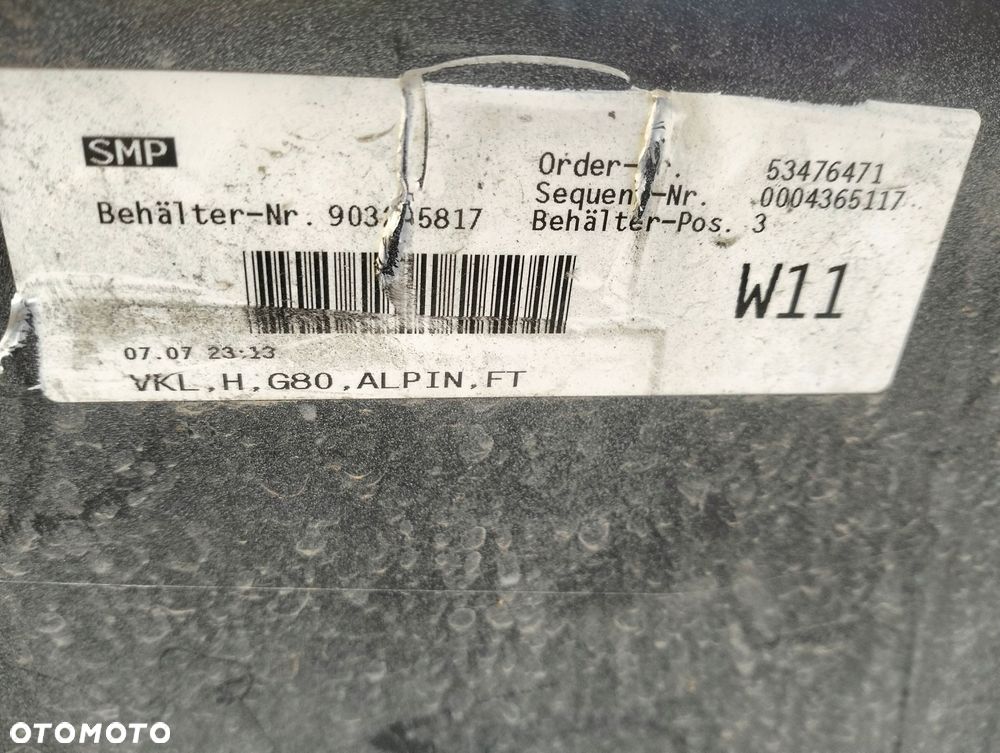 SMP
Order-Nr. 53476471
Sequenz-Nr. 0004365117
Behälter-Nr. Behälter-Pos. 3
W11
07.07 23:13
VKL,H,G80,ALPIN,FT
OTOMOTO